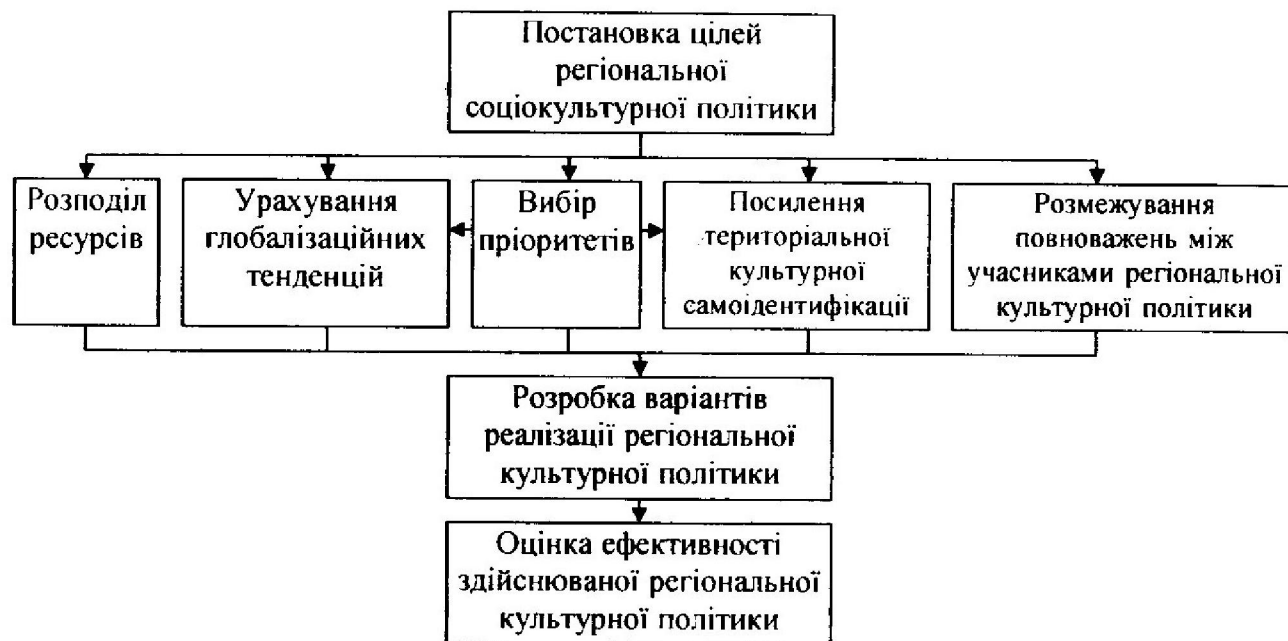 Постановка цілей
регіональної
соціокультурної політики
Розподіл
ресурсів
Урахування
глобалізаційних
тенденцій
Вибір
пріоритетів
Посилення
територіальної
культурної
самоідентифікації
Розмежування
повноважень між
учасниками регіональної
культурної політики
Розробка варіантів
реалізації регіональної
культурної політики
Оцінка ефективності
здійснюваної регіональної
культурної політики